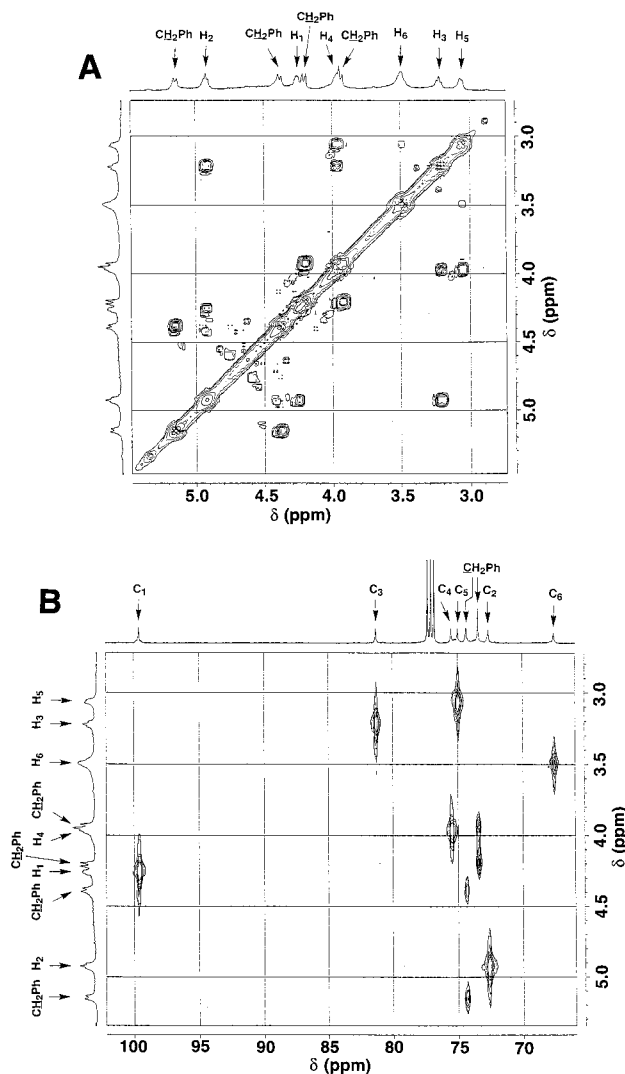 A
CH2Ph
CH2Ph H2 CH2Ph H1 H4 CH2Ph H6 H3 H5
3.0
3.5
4.0
4.5
5.0
δ (ppm)
5.0 4.5 4.0 3.5 3.0
δ (ppm)
B
CH2Ph
C1 C3 C4 C5 C2 C6
H5
H3
H6
CH2Ph
H4
CH2Ph
H1
CH2Ph
H2
CH2Ph
3.0
3.5
4.0
4.5
5.0
δ (ppm)
100 95 90 85 80 75 70
δ (ppm)